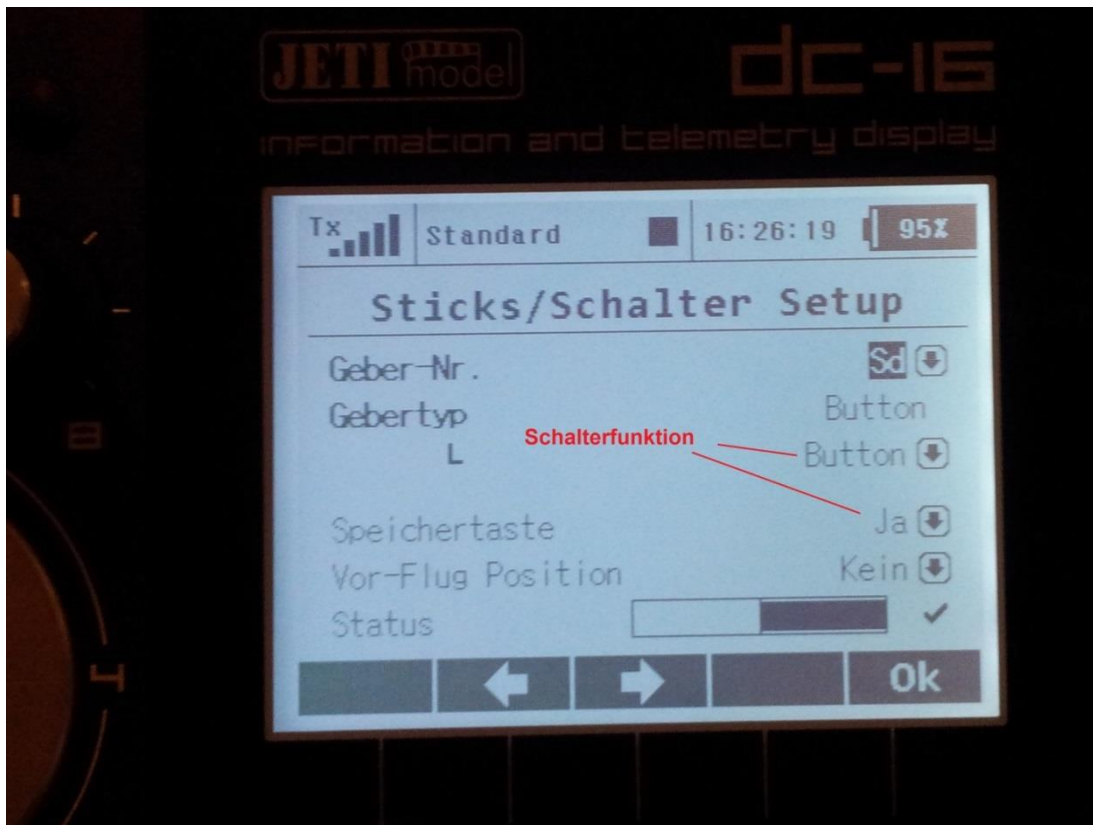 JETI model
dc-16
information and telemetry display
Tx Standard 16:26:19 95%
Sticks/Schalter Setup
Geber-Nr. Sd
Gebertyp Button
Schalterfunktion
L Button
Speichertaste Ja
Vor-Flug Position Kein
Status
Ok